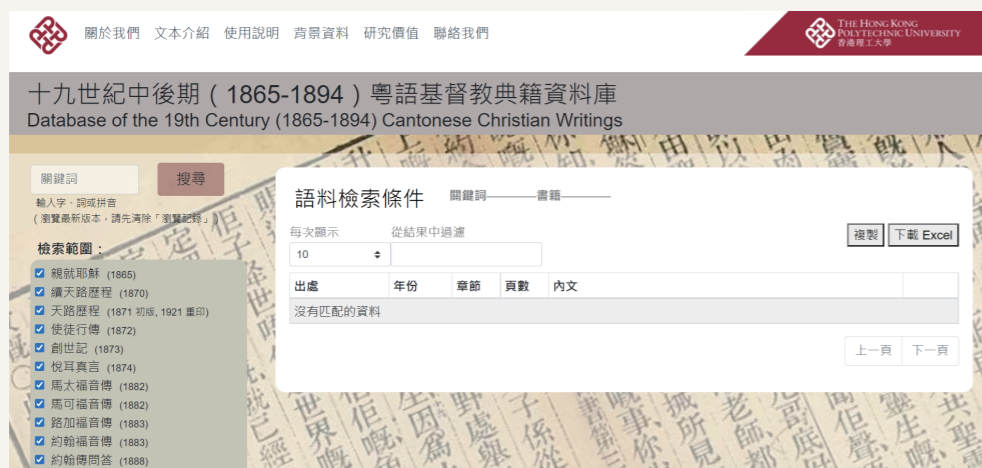 關於我們 文本介紹 使用說明 背景資料 研究價值 聯絡我們
THE HONG KONG
POLYTECHNIC UNIVERSITY
香港理工大學
十九世紀中後期 ( 1865-1894 ) 粵語基督教典籍資料庫
Database of the 19th Century (1865-1894) Cantonese Christian Writings
關鍵詞 搜尋
輸入字、詞或拼音
( 瀏覽最新版本，請先清除「瀏覽記錄」)
檢索範圍：
親就耶穌 (1865)
續天路歷程 (1870)
天路歷程 (1871 初版, 1921 重印)
使徒行傳 (1872)
創世記 (1873)
悅耳真言 (1874)
馬太福音傳 (1882)
馬可福音傳 (1882)
路加福音傳 (1883)
約翰福音傳 (1883)
約翰傳問答 (1888)
語料檢索條件 關鍵詞————書籍————
每次顯示 從結果中過濾
10
複製 下載 Excel
出處 年份 章節 頁數 內文
沒有匹配的資料
上一頁 下一頁